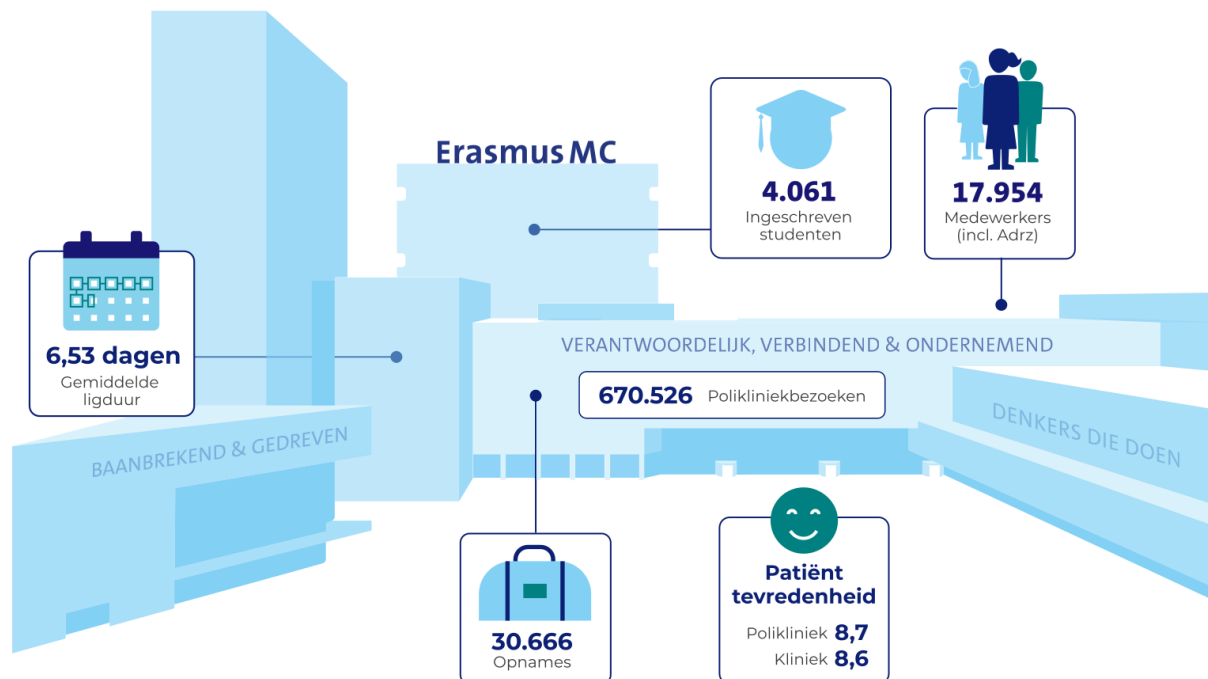 Erasmus MC
4.061
Ingeschreven
studenten
17.954
Medewerkers
(incl. Adrz)
6,53 dagen
Gemiddelde
ligduur
VERANTWOORDELIJK, VERBINDEND & ONDERNEMEND
670.526 Polikliniekbezoeken
BAANBREKEND & GEDREVEN
DENKERS DIE DOEN
30.666
Opnames
Patiënt
tevredenheid
Polikliniek 8,7
Kliniek 8,6